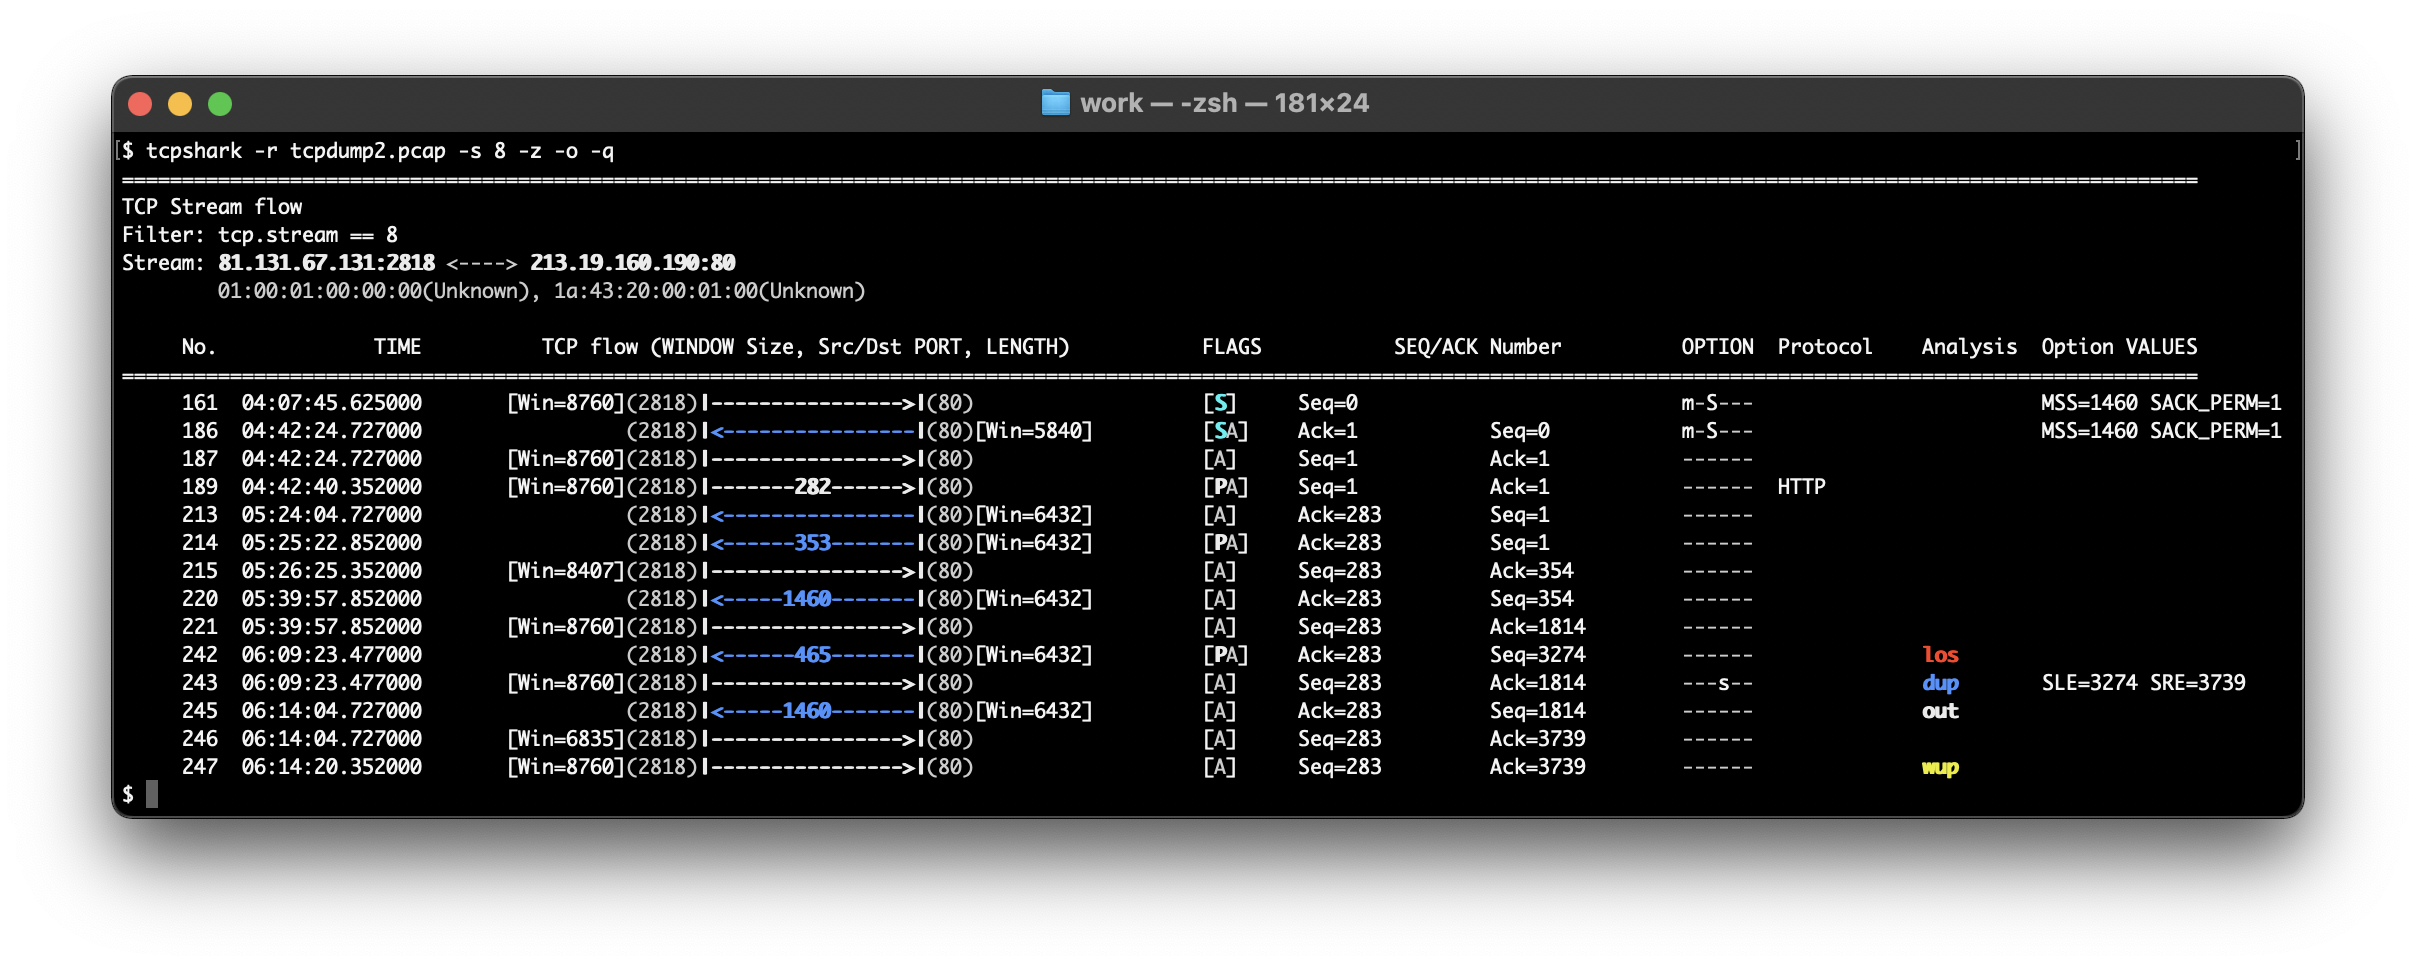 work — -zsh — 181×24
[$ tcpshark -r tcpdump2.pcap -s 8 -z -o -q ]
=============================================================================================================================================================================
TCP Stream flow
Filter: tcp.stream == 8
Stream: 81.131.67.131:2818 <----> 213.19.160.190:80
        01:00:01:00:00:00(Unknown), 1a:43:20:00:01:00(Unknown)
     No.             TIME          TCP flow (WINDOW Size, Src/Dst PORT, LENGTH)           FLAGS           SEQ/ACK Number          OPTION  Protocol    Analysis  Option VALUES
=============================================================================================================================================================================
     161  04:07:45.625000       [Win=8760](2818)|---------------->|(80)                   [S]     Seq=0                           m-S---                        MSS=1460 SACK_PERM=1
     186  04:42:24.727000                 (2818)|<----------------|(80)[Win=5840]         [SA]    Ack=1           Seq=0           m-S---                        MSS=1460 SACK_PERM=1
     187  04:42:24.727000       [Win=8760](2818)|---------------->|(80)                   [A]     Seq=1           Ack=1           ------
     189  04:42:40.352000       [Win=8760](2818)|-------282------>|(80)                   [PA]    Seq=1           Ack=1           ------  HTTP
     213  05:24:04.727000                 (2818)|<----------------|(80)[Win=6432]         [A]     Ack=283         Seq=1           ------
     214  05:25:22.852000                 (2818)|<------353-------|(80)[Win=6432]         [PA]    Ack=283         Seq=1           ------
     215  05:26:25.352000       [Win=8407](2818)|---------------->|(80)                   [A]     Seq=283         Ack=354         ------
     220  05:39:57.852000                 (2818)|<-----1460-------|(80)[Win=6432]         [A]     Ack=283         Seq=354         ------
     221  05:39:57.852000       [Win=8760](2818)|---------------->|(80)                   [A]     Seq=283         Ack=1814        ------
     242  06:09:23.477000                 (2818)|<------465-------|(80)[Win=6432]         [PA]    Ack=283         Seq=3274        ------              los
     243  06:09:23.477000       [Win=8760](2818)|---------------->|(80)                   [A]     Seq=283         Ack=1814        ---s--              dup       SLE=3274 SRE=3739
     245  06:14:04.727000                 (2818)|<-----1460-------|(80)[Win=6432]         [A]     Ack=283         Seq=1814        ------              out
     246  06:14:04.727000       [Win=6835](2818)|---------------->|(80)                   [A]     Seq=283         Ack=3739        ------
     247  06:14:20.352000       [Win=8760](2818)|---------------->|(80)                   [A]     Seq=283         Ack=3739        ------              wup
$